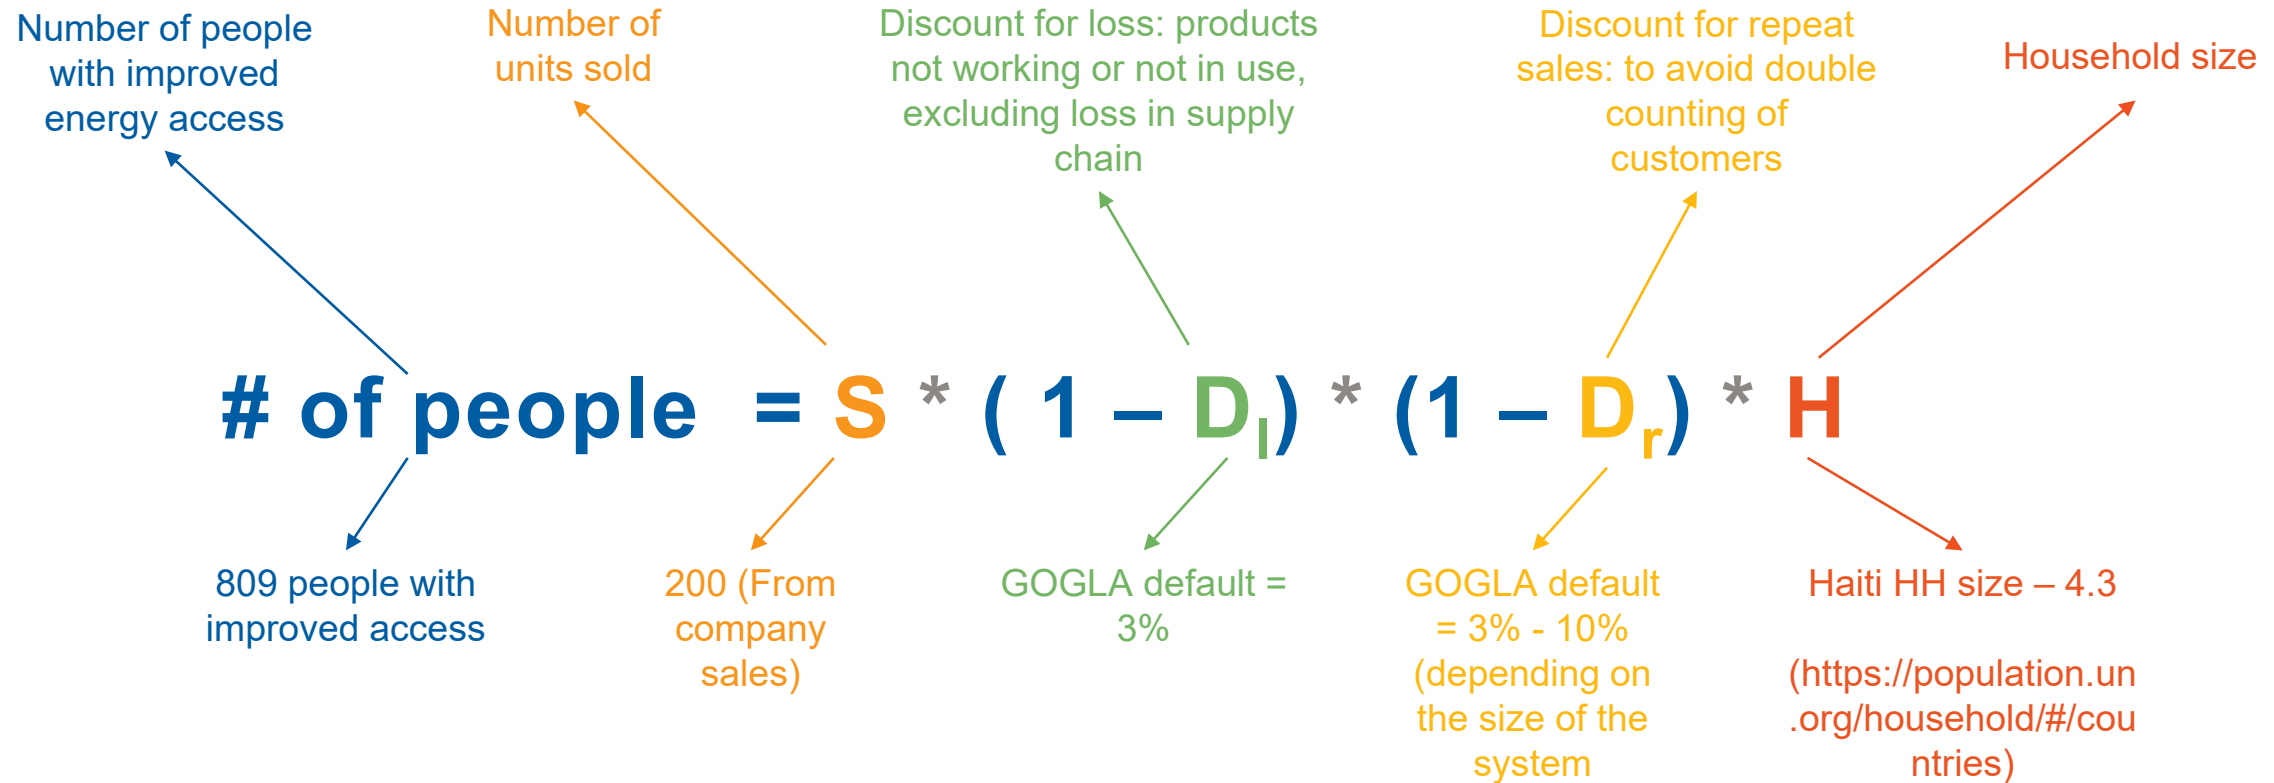 Number of people
with improved
energy access
Number of
units sold
Discount for loss: products
not working or not in use,
excluding loss in supply
chain
Discount for repeat
sales: to avoid double
counting of
customers
Household size
# of people = S * ( 1 – Dl) * (1 – Dr) * H
809 people with
improved access
200 (From
company
sales)
GOGLA default =
3%
GOGLA default
= 3% - 10%
(depending on
the size of the
system
Haiti HH size – 4.3
(https://population.un
.org/household/#/cou
ntries)